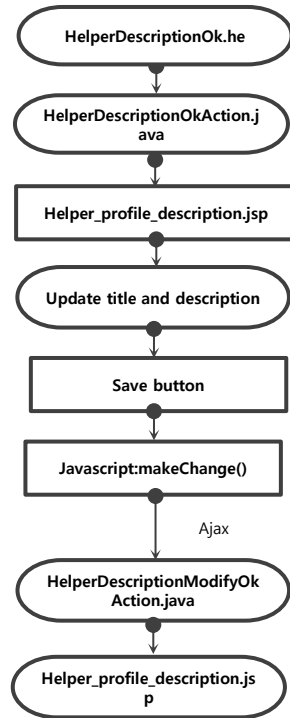 HelperDescriptionOk.he
HelperDescriptionOkAction.j
ava
Helper_profile_description.jsp
Update title and description
Save button
Javascript:makeChange()
Ajax
HelperDescriptionModifyOk
Action.java
Helper_profile_description.js
p